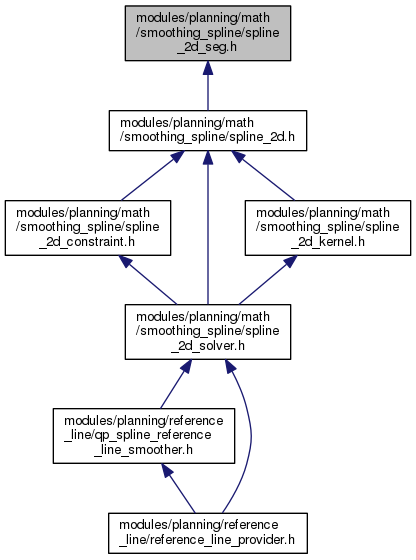 modules/planning/math
/smoothing_spline/spline
_2d_seg.h
modules/planning/math
/smoothing_spline/spline_2d.h
modules/planning/math
/smoothing_spline/spline
_2d_constraint.h
modules/planning/math
/smoothing_spline/spline
_2d_kernel.h
modules/planning/math
/smoothing_spline/spline
_2d_solver.h
modules/planning/reference
_line/qp_spline_reference
_line_smoother.h
modules/planning/reference
_line/reference_line_provider.h